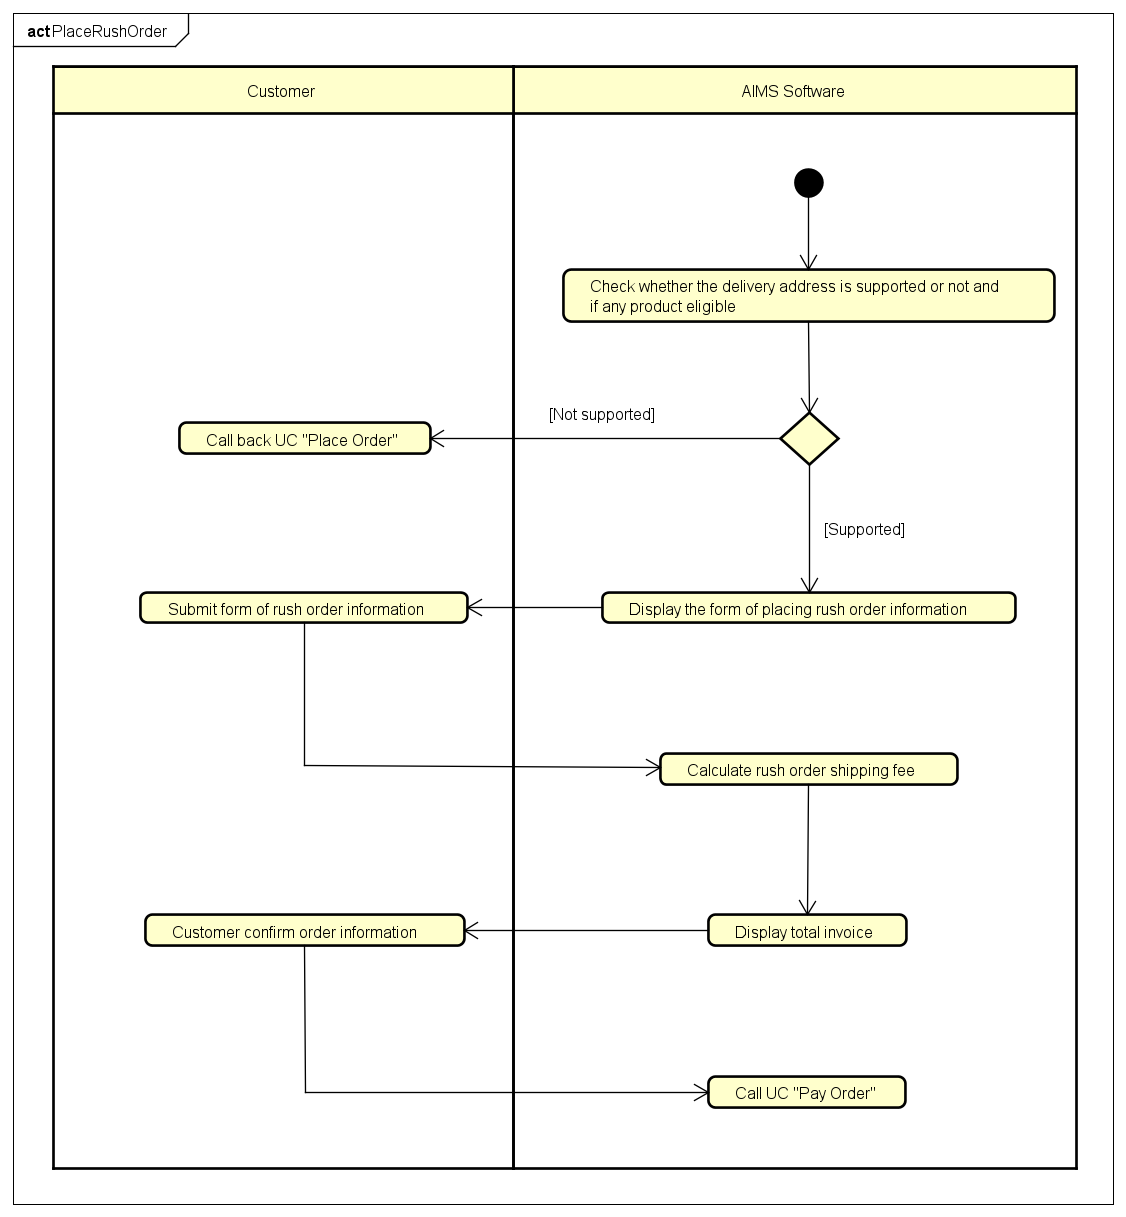 act PlaceRushOrder
Customer
AIMS Software
Check whether the delivery address is supported or not and
if any product eligible
[Not supported]
Call back UC "Place Order"
[Supported]
Submit form of rush order information
Display the form of placing rush order information
Calculate rush order shipping fee
Customer confirm order information
Display total invoice
Call UC "Pay Order"